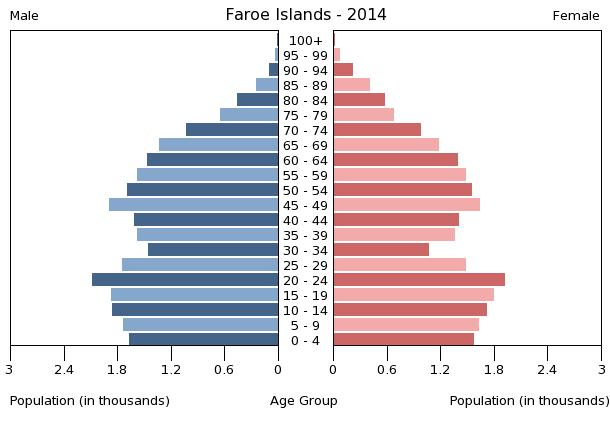 Male Faroe Islands - 2014 Female
100+
95 - 99
90 - 94
85 - 89
80 - 84
75 - 79
70 - 74
65 - 69
60 - 64
55 - 59
50 - 54
45 - 49
40 - 44
35 - 39
30 - 34
25 - 29
20 - 24
15 - 19
10 - 14
5 - 9
0 - 4
3 2.4 1.8 1.2 0.6 0 0 0.6 1.2 1.8 2.4 3
Population (in thousands) Age Group Population (in thousands)